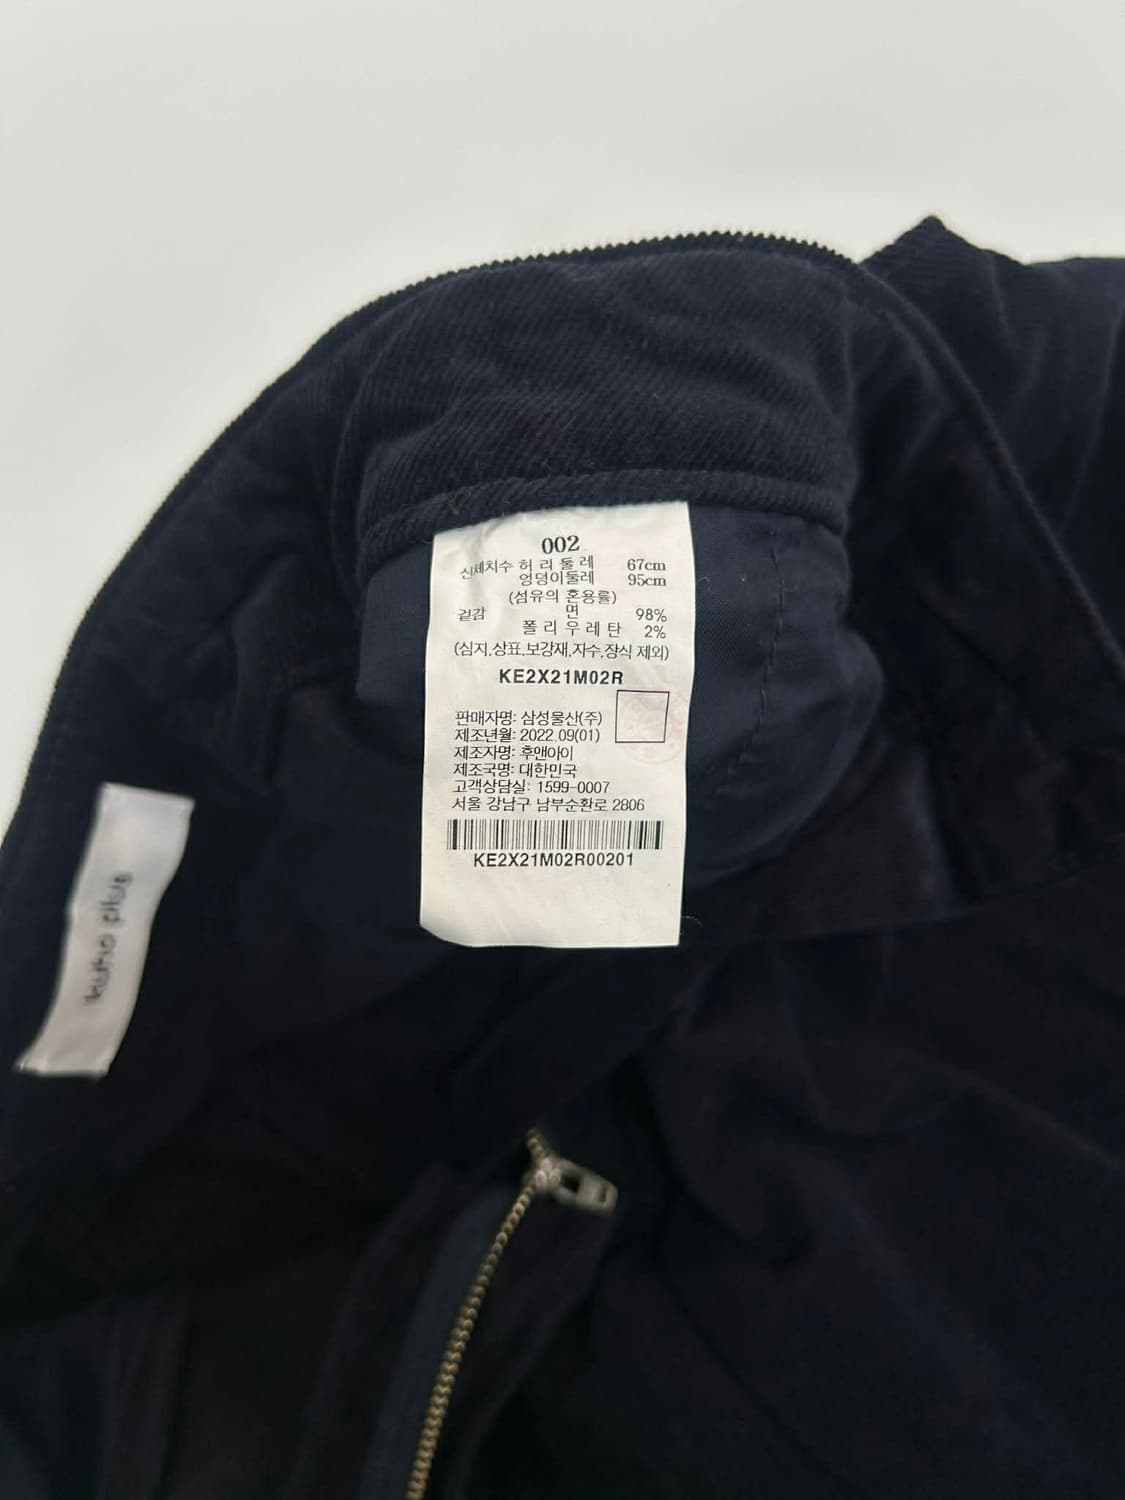 002
신체치수 허 리 둘 레 67cm
엉덩이둘레 95cm
(섬유의 혼용률)
겉감 면 98%
폴 리 우 레 탄 2%
(심지,상표,보강재,자수,장식 제외)
KE2X21M02R
판매자명: 삼성물산(주)
제조년월: 2022.09(01)
제조자명: 후앤아이
제조국명: 대한민국
고객상담실: 1599-0007
서울 강남구 남부순환로 2806
KE2X21M02R00201
kuho plus